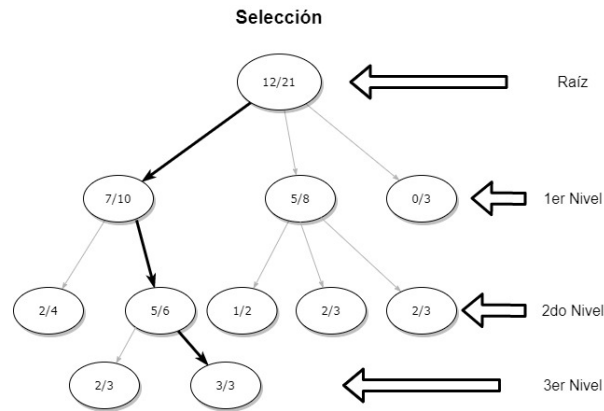 Selección
12/21
Raíz
7/10
5/8
0/3
1er Nivel
2/4
5/6
1/2
2/3
2/3
2do Nivel
2/3
3/3
3er Nivel